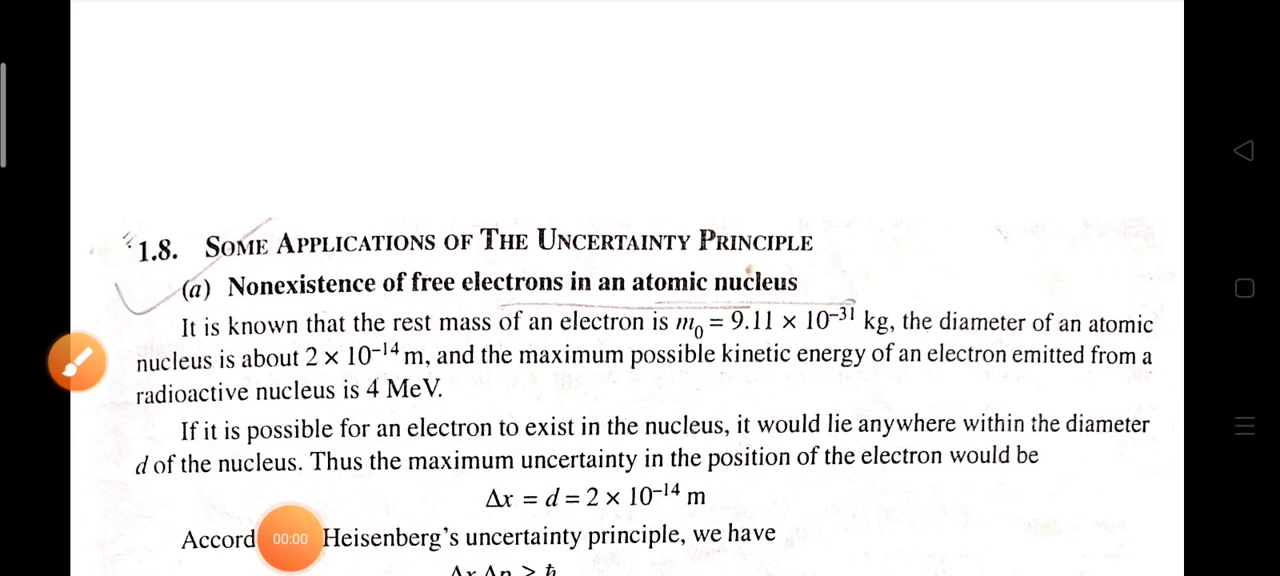 1.8. SOME APPLICATIONS OF THE UNCERTAINTY PRINCIPLE
(a) Nonexistence of free electrons in an atomic nucleus
It is known that the rest mass of an electron is m₀ = 9.11 × 10⁻³¹ kg, the diameter of an atomic
nucleus is about 2 × 10⁻¹⁴ m, and the maximum possible kinetic energy of an electron emitted from a
radioactive nucleus is 4 MeV.
If it is possible for an electron to exist in the nucleus, it would lie anywhere within the diameter
d of the nucleus. Thus the maximum uncertainty in the position of the electron would be
Δx = d = 2 × 10⁻¹⁴ m
Accord 00:00 Heisenberg's uncertainty principle, we have
Δx Δp ≥ ħ